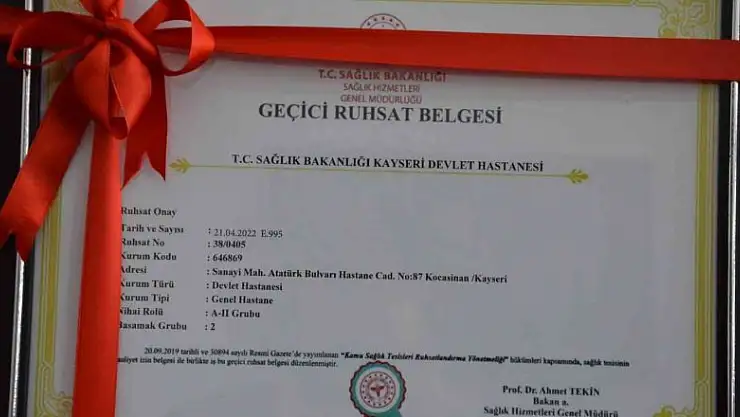 T.C. SAĞLIK BAKANLIĞI
SAĞLIK HİZMETLERİ
GENEL MÜDÜRLÜĞÜ
GEÇİCİ RUHSAT BELGESİ
T.C. SAĞLIK BAKANLIĞI KAYSERİ DEVLET HASTANESİ
Ruhsat Onay
Tarih ve Sayısı : 21.04.2022 E.995
Ruhsat No : 38/0405
Kurum Kodu : 646869
Adresi : Sanayi Mah. Atatürk Bulvarı Hastane Cad. No:87 Kocasinan /Kayseri
Kurum Türü : Devlet Hastanesi
Kurum Tipi : Genel Hastane
Nihai Rolü : A-II Grubu
Basamak Grubu : 2
20.09.2019 tarihli ve 30894 sayılı Resmi Gazete'de yayımlanan "Kamu Sağlık Tesisleri Ruhsatlandırma Yönetmeliği" hükümleri kapsamında, sağlık tesisinin
faaliyet izin belgesi ile birlikte iş bu geçici ruhsat belgesi düzenlenmiştir.
Prof. Dr. Ahmet TEKİN
Bakan a.
Sağlık Hizmetleri Genel Müdürü